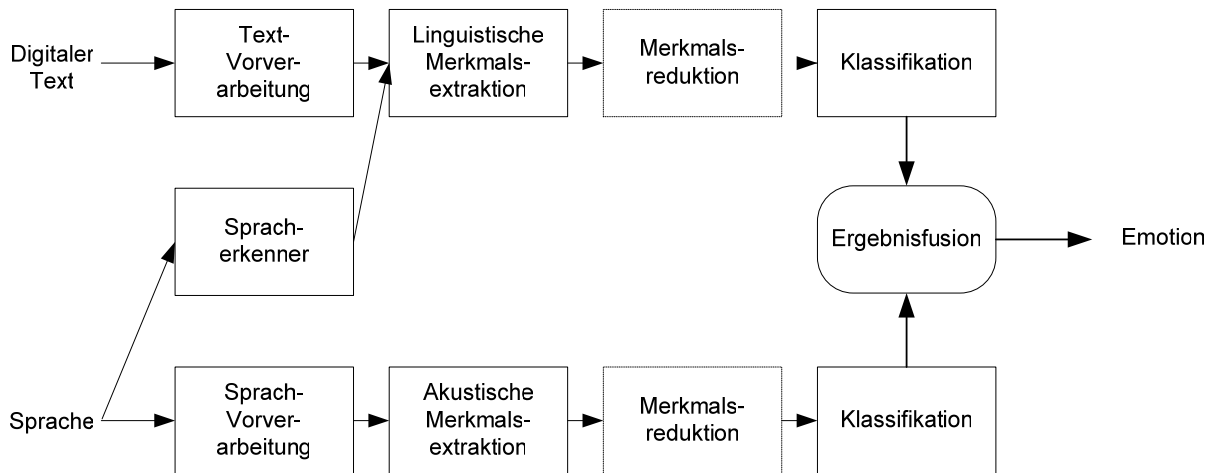 Digitaler
Text
Text-
Vorver-
arbeitung
Linguistische
Merkmals-
extraktion
Merkmals-
reduktion
Klassifikation
Sprach-
erkenner
Ergebnisfusion
Emotion
Sprache
Sprach-
Vorver-
arbeitung
Akustische
Merkmals-
extraktion
Merkmals-
reduktion
Klassifikation